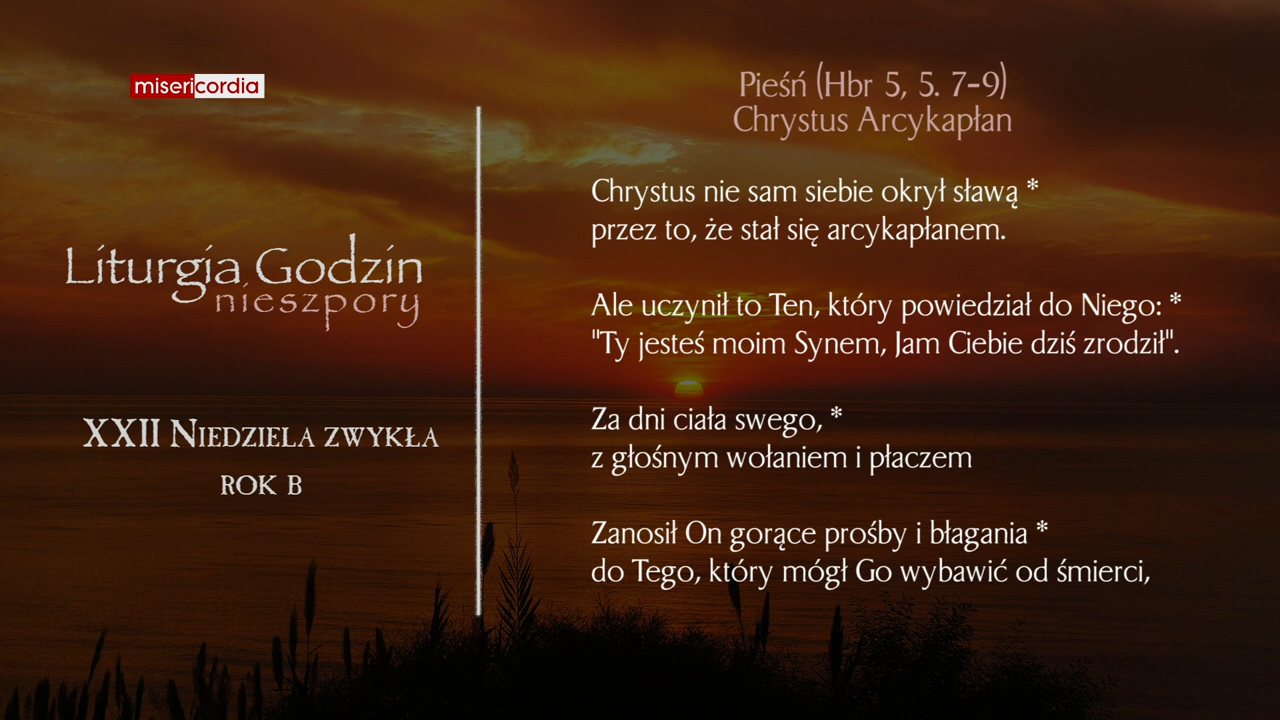 misericordia
Liturgia Godzin
nieszpory
XXII Niedziela zwykła
rok B
Pieśń (Hbr 5, 5. 7-9)
Chrystus Arcykapłan
Chrystus nie sam siebie okrył sławą *
przez to, że stał się arcykapłanem.
Ale uczynił to Ten, który powiedział do Niego: *
"Ty jesteś moim Synem, Jam Ciebie dziś zrodził".
Za dni ciała swego, *
z głośnym wołaniem i płaczem
Zanosił On gorące prośby i błagania *
do Tego, który mógł Go wybawić od śmierci,